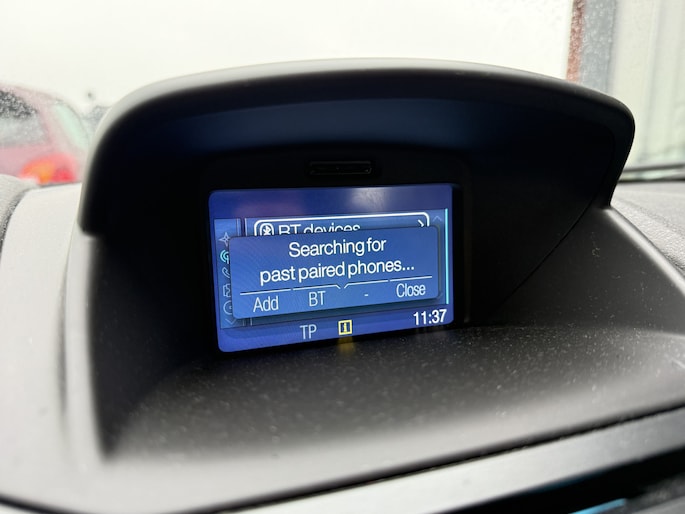 BT devices
Searching for
past paired phones...
Add BT - Close
11:37
TP i